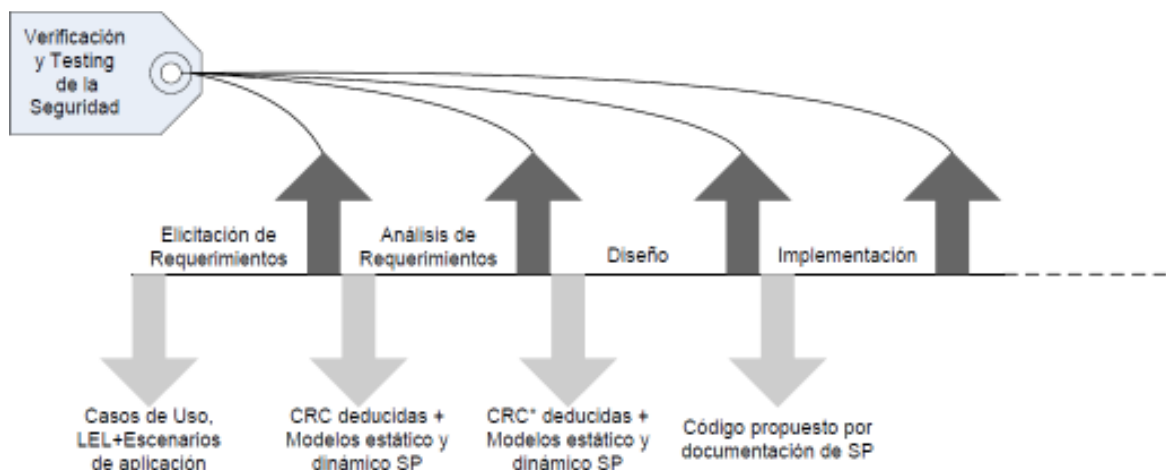 Verificación
y Testing
de la
Seguridad
Elicitación de
Requerimientos
Análisis de
Requerimientos
Diseño
Implementación
Casos de Uso,
LEL+Escenarios
de aplicación
CRC deducidas +
Modelos estático y
dinámico SP
CRC* deducidas +
Modelos estático y
dinámico SP
Código propuesto por
documentación de SP